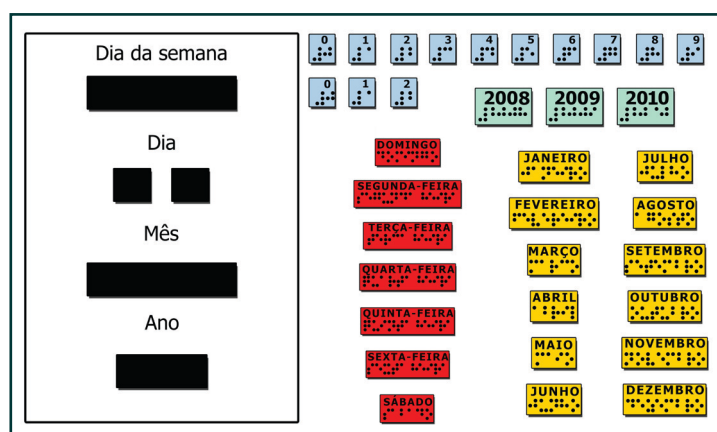 Dia da semana
Dia
Mês
Ano
0 1 2 3 4 5 6 7 8 9
0 1 2
2008 2009 2010
DOMINGO
SEGUNDA-FEIRA
TERÇA-FEIRA
QUARTA-FEIRA
QUINTA-FEIRA
SEXTA-FEIRA
SÁBADO
JANEIRO
FEVEREIRO
MARÇO
ABRIL
MAIO
JUNHO
JULHO
AGOSTO
SETEMBRO
OUTUBRO
NOVEMBRO
DEZEMBRO